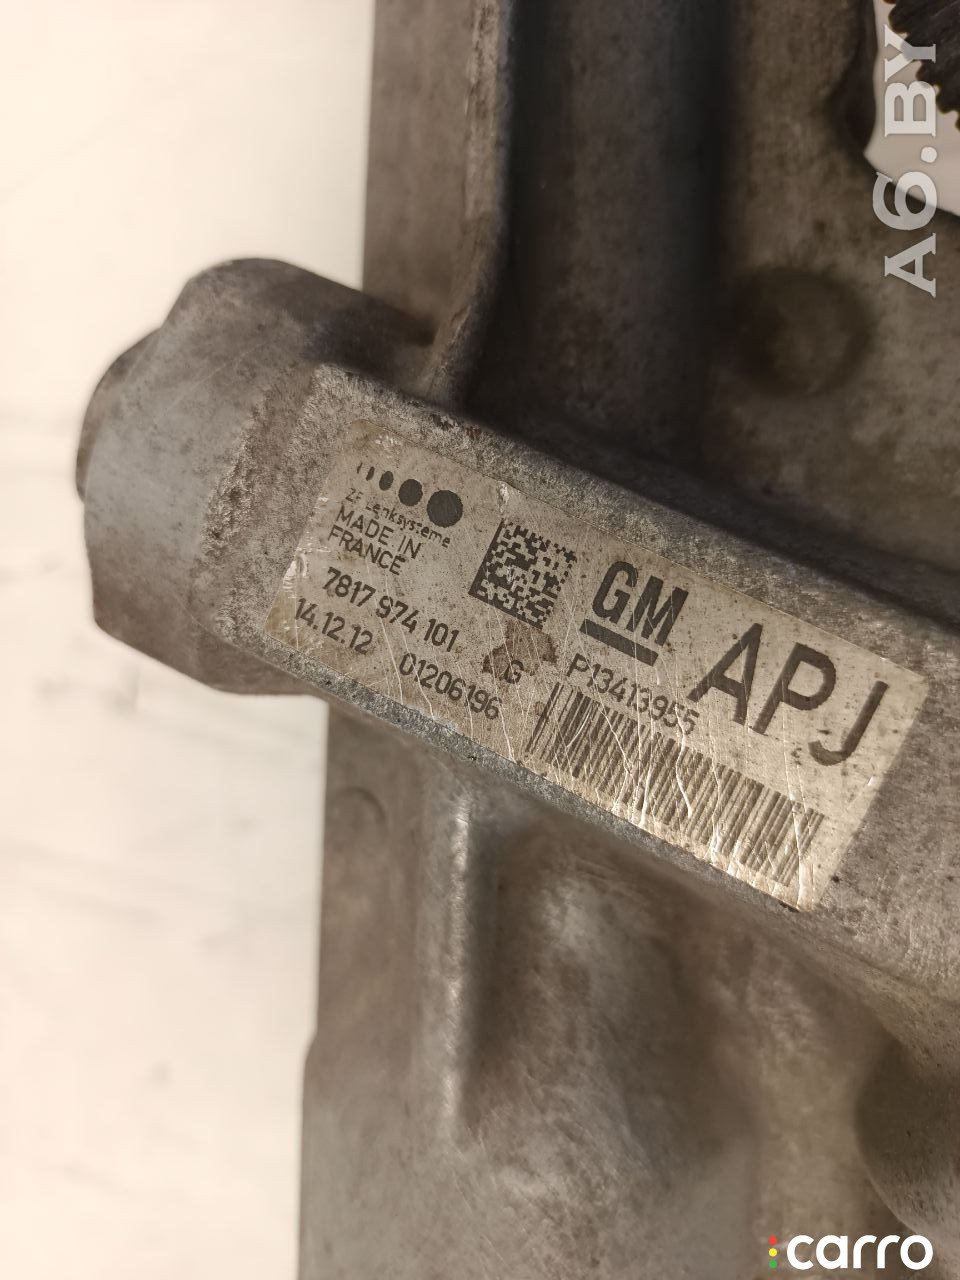 A6.BY
ZF Lenksysteme
MADE IN
FRANCE
7817 974 101
14.12.12 01206196
G
GM
APJ
P13413955
carro